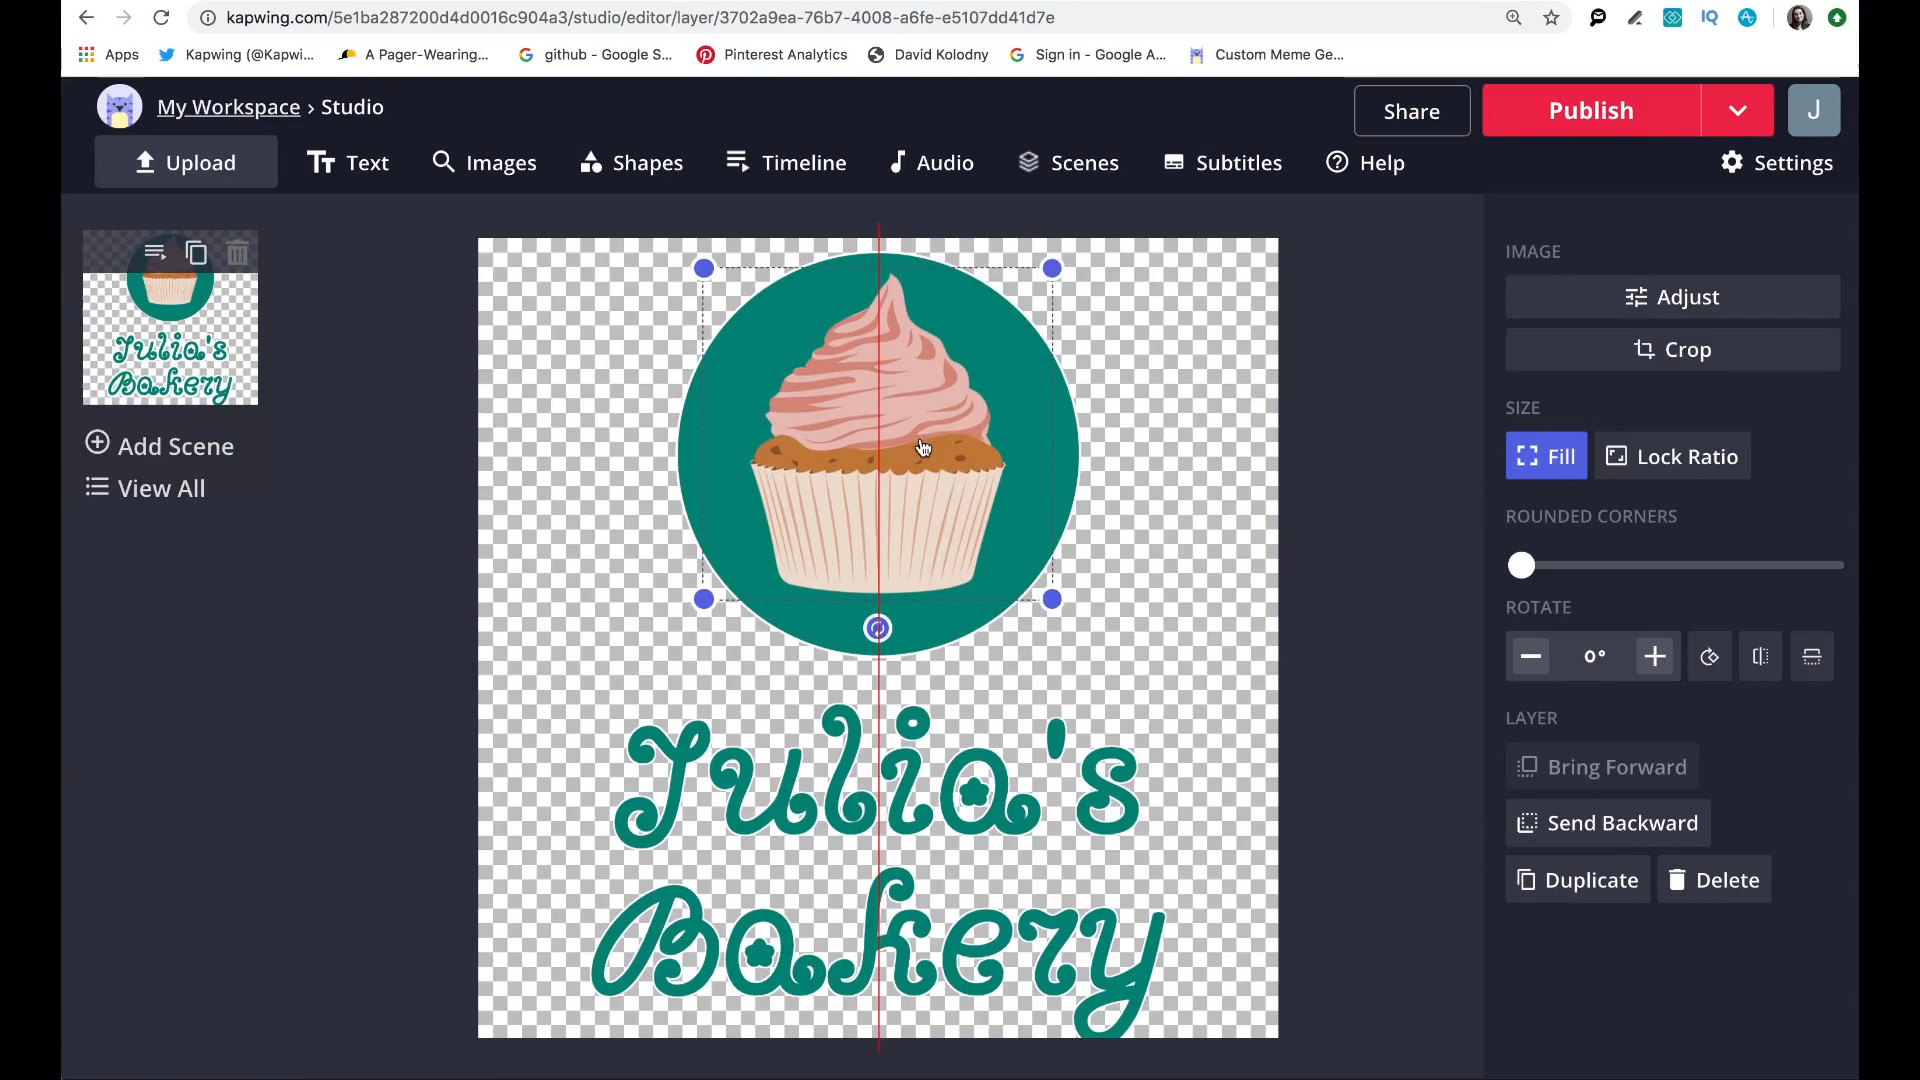 kapwing.com/5e1ba287200d4d0016c904a3/studio/editor/layer/3702a9ea-76b7-4008-a6fe-e5107dd41d7e
IQ
Apps Kapwing (@Kapwi... A Pager-Wearing... github - Google S... Pinterest Analytics David Kolodny Sign in - Google A... Custom Meme Ge...
My Workspace › Studio
Share Publish J
Upload Text Images Shapes Timeline Audio Scenes Subtitles Help Settings
Julia's
Bakery
Add Scene
View All
Julia's
Bakery
IMAGE
Adjust
Crop
SIZE
Fill Lock Ratio
ROUNDED CORNERS
ROTATE
0°
LAYER
Bring Forward
Send Backward
Duplicate Delete